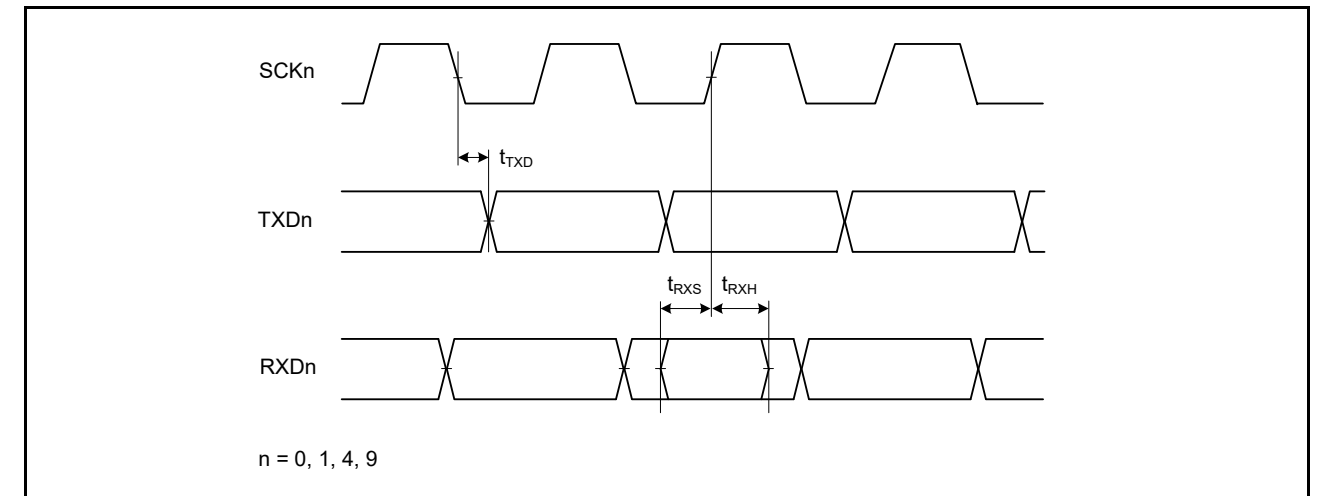 SCKn
tTXD
TXDn
tRXS tRXH
RXDn
n = 0, 1, 4, 9